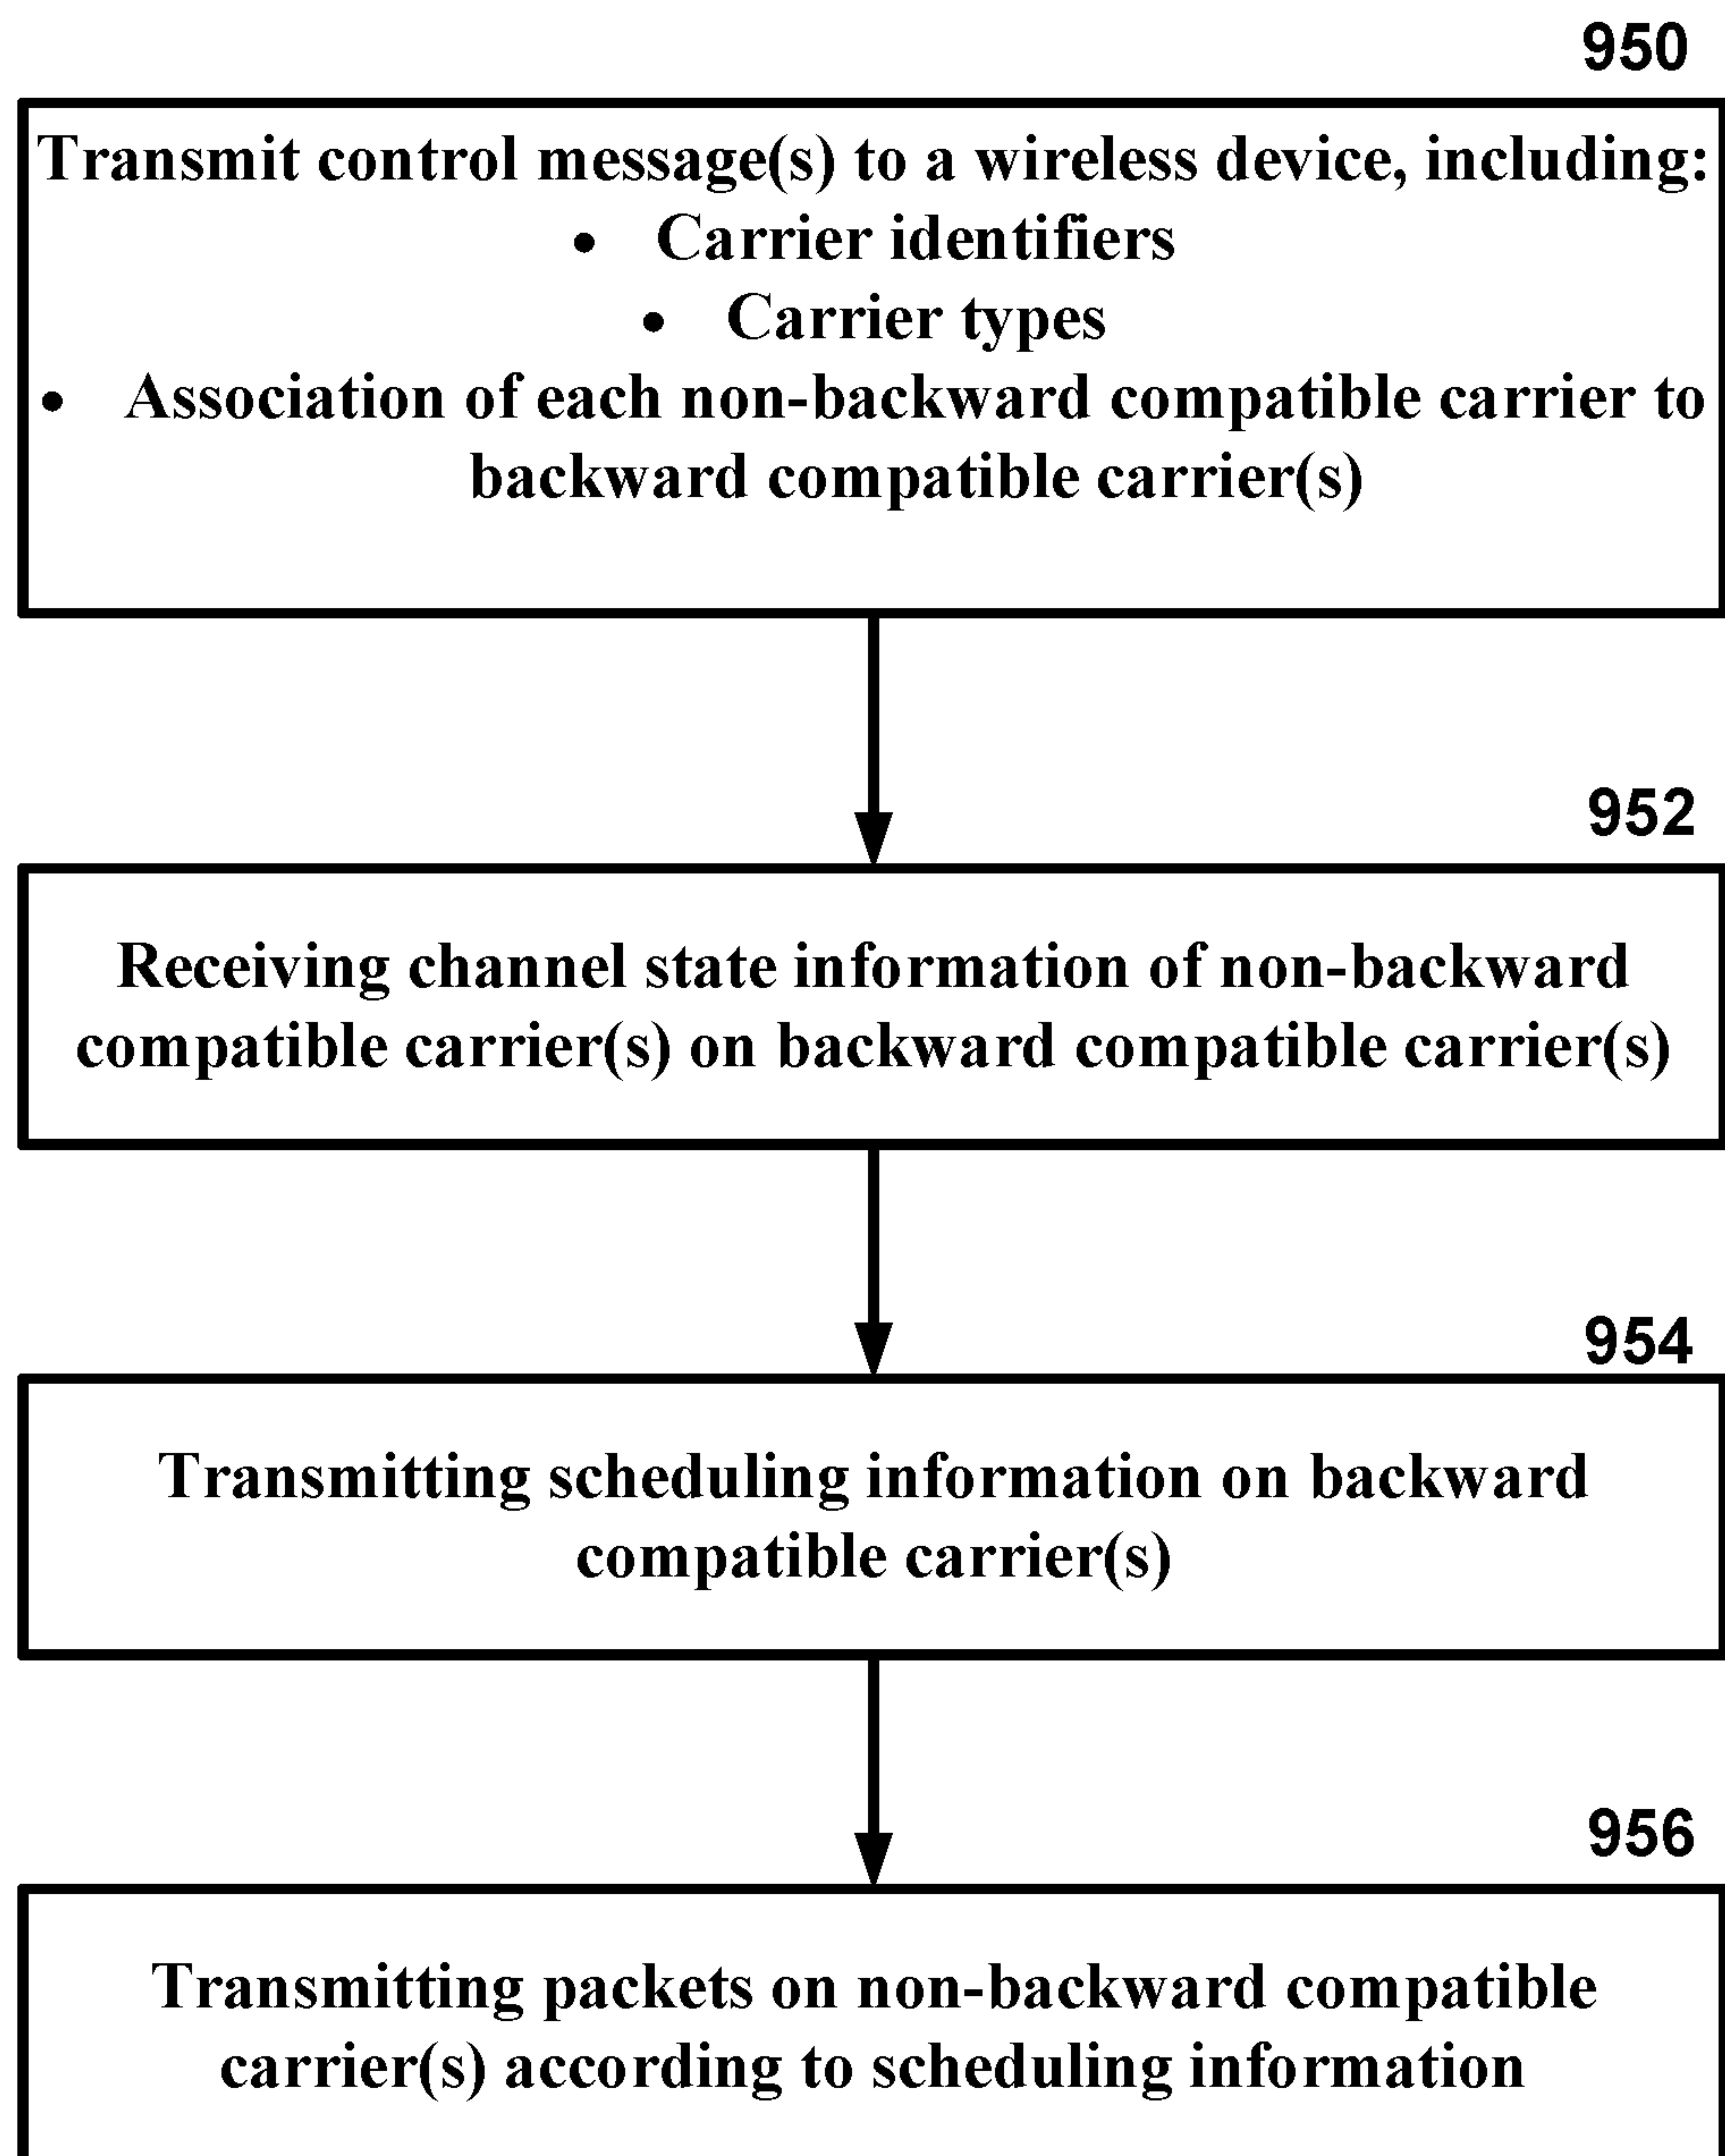 950
Transmit control message(s) to a wireless device, including:
• Carrier identifiers
• Carrier types
• Association of each non-backward compatible carrier to
backward compatible carrier(s)
952
Receiving channel state information of non-backward
compatible carrier(s) on backward compatible carrier(s)
954
Transmitting scheduling information on backward
compatible carrier(s)
956
Transmitting packets on non-backward compatible
carrier(s) according to scheduling information